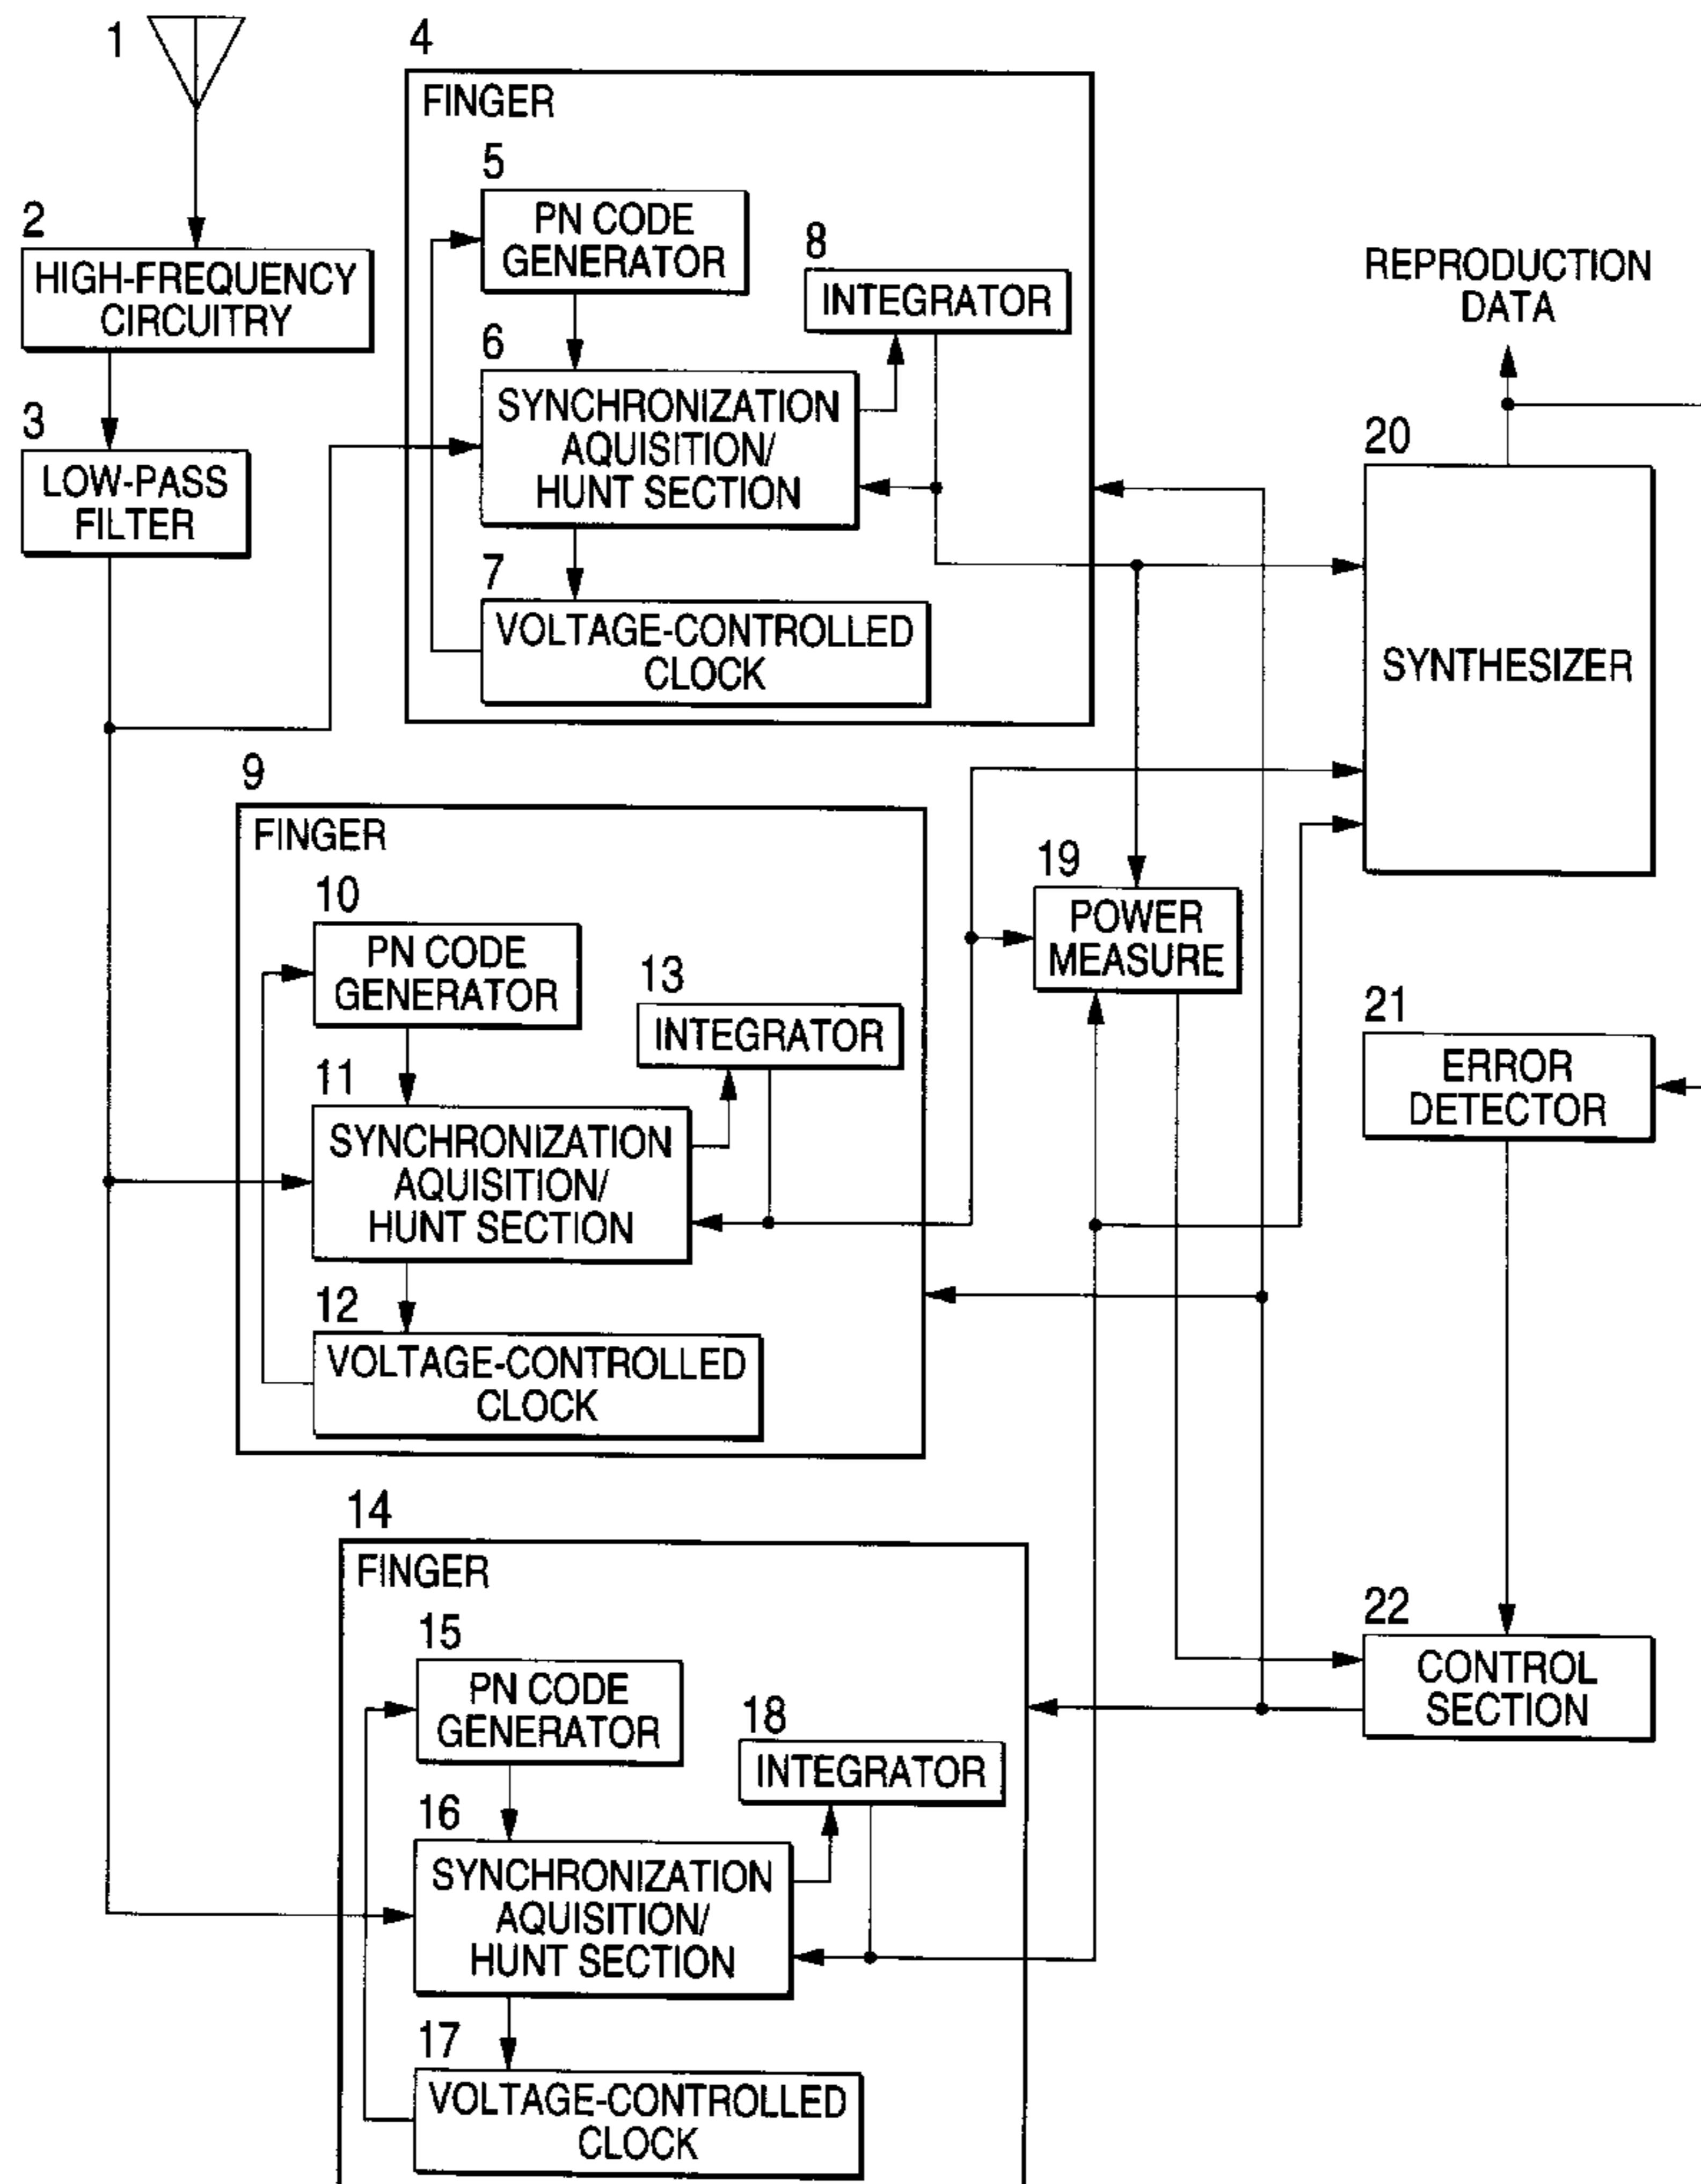 1
2
HIGH-FREQUENCY
CIRCUITRY
3
LOW-PASS
FILTER
4
FINGER
5
PN CODE
GENERATOR
6
SYNCHRONIZATION
AQUISITION/
HUNT SECTION
7
VOLTAGE-CONTROLLED
CLOCK
8
INTEGRATOR
9
FINGER
10
PN CODE
GENERATOR
11
SYNCHRONIZATION
AQUISITION/
HUNT SECTION
12
VOLTAGE-CONTROLLED
CLOCK
13
INTEGRATOR
14
FINGER
15
PN CODE
GENERATOR
16
SYNCHRONIZATION
AQUISITION/
HUNT SECTION
17
VOLTAGE-CONTROLLED
CLOCK
18
INTEGRATOR
19
POWER
MEASURE
REPRODUCTION
DATA
20
SYNTHESIZER
21
ERROR
DETECTOR
22
CONTROL
SECTION